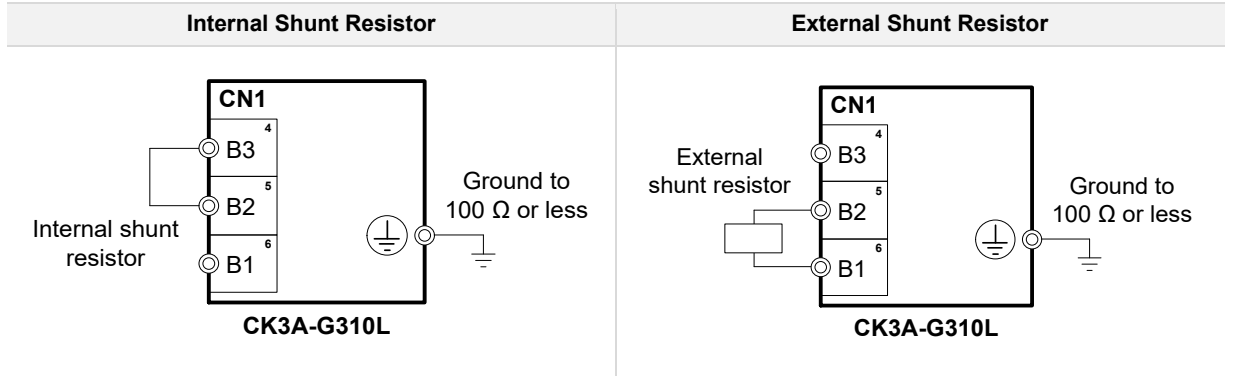 Internal Shunt Resistor
External Shunt Resistor
CN1
4
B3
5
B2
6
B1
Internal shunt
resistor
Ground to
100 Ω or less
CK3A-G310L
CN1
4
B3
5
B2
6
B1
External
shunt resistor
Ground to
100 Ω or less
CK3A-G310L